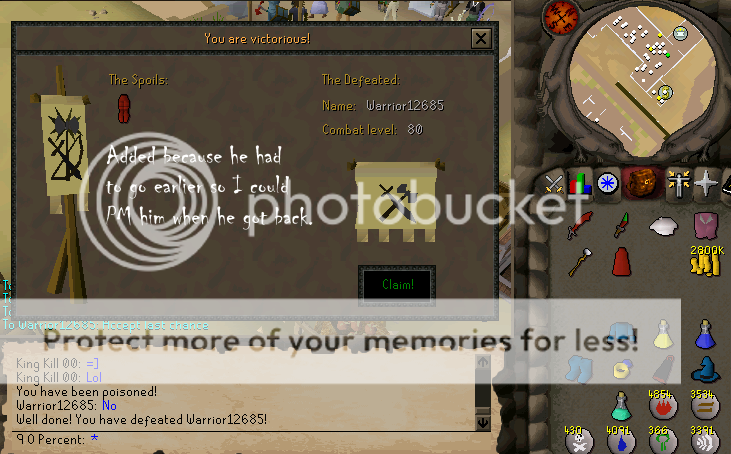 You are victorious!
The Spoils:
The Defeated:
Name: Warrior12685
Combat level: 80
Added because he had
to go earlier so I could
PM him when he got back.
photobucket
Claim!
2800K
To Warrior12685: Accept last chance
Protect more of your memories for less!
King Kill 00: =]
King Kill 00: Lol
You have been poisoned!
Warrior12685: No
Well done! You have defeated Warrior12685!
9 0 Percent: *
4854 3534
430 4091 366 3391